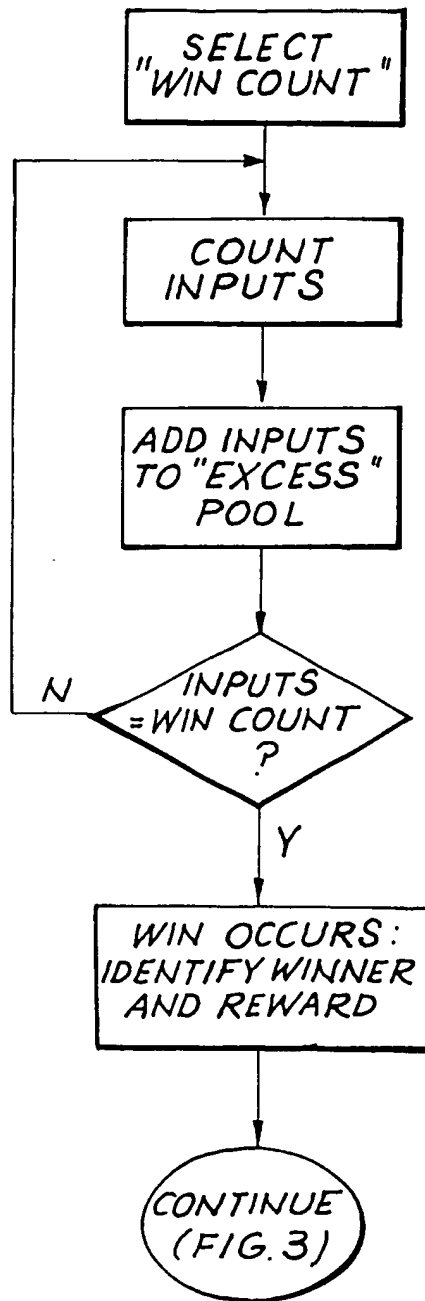 SELECT
"WIN COUNT"
COUNT
INPUTS
ADD INPUTS
TO "EXCESS"
POOL
INPUTS
=WIN COUNT
?
N
Y
WIN OCCURS:
IDENTIFY WINNER
AND REWARD
CONTINUE
(FIG. 3)